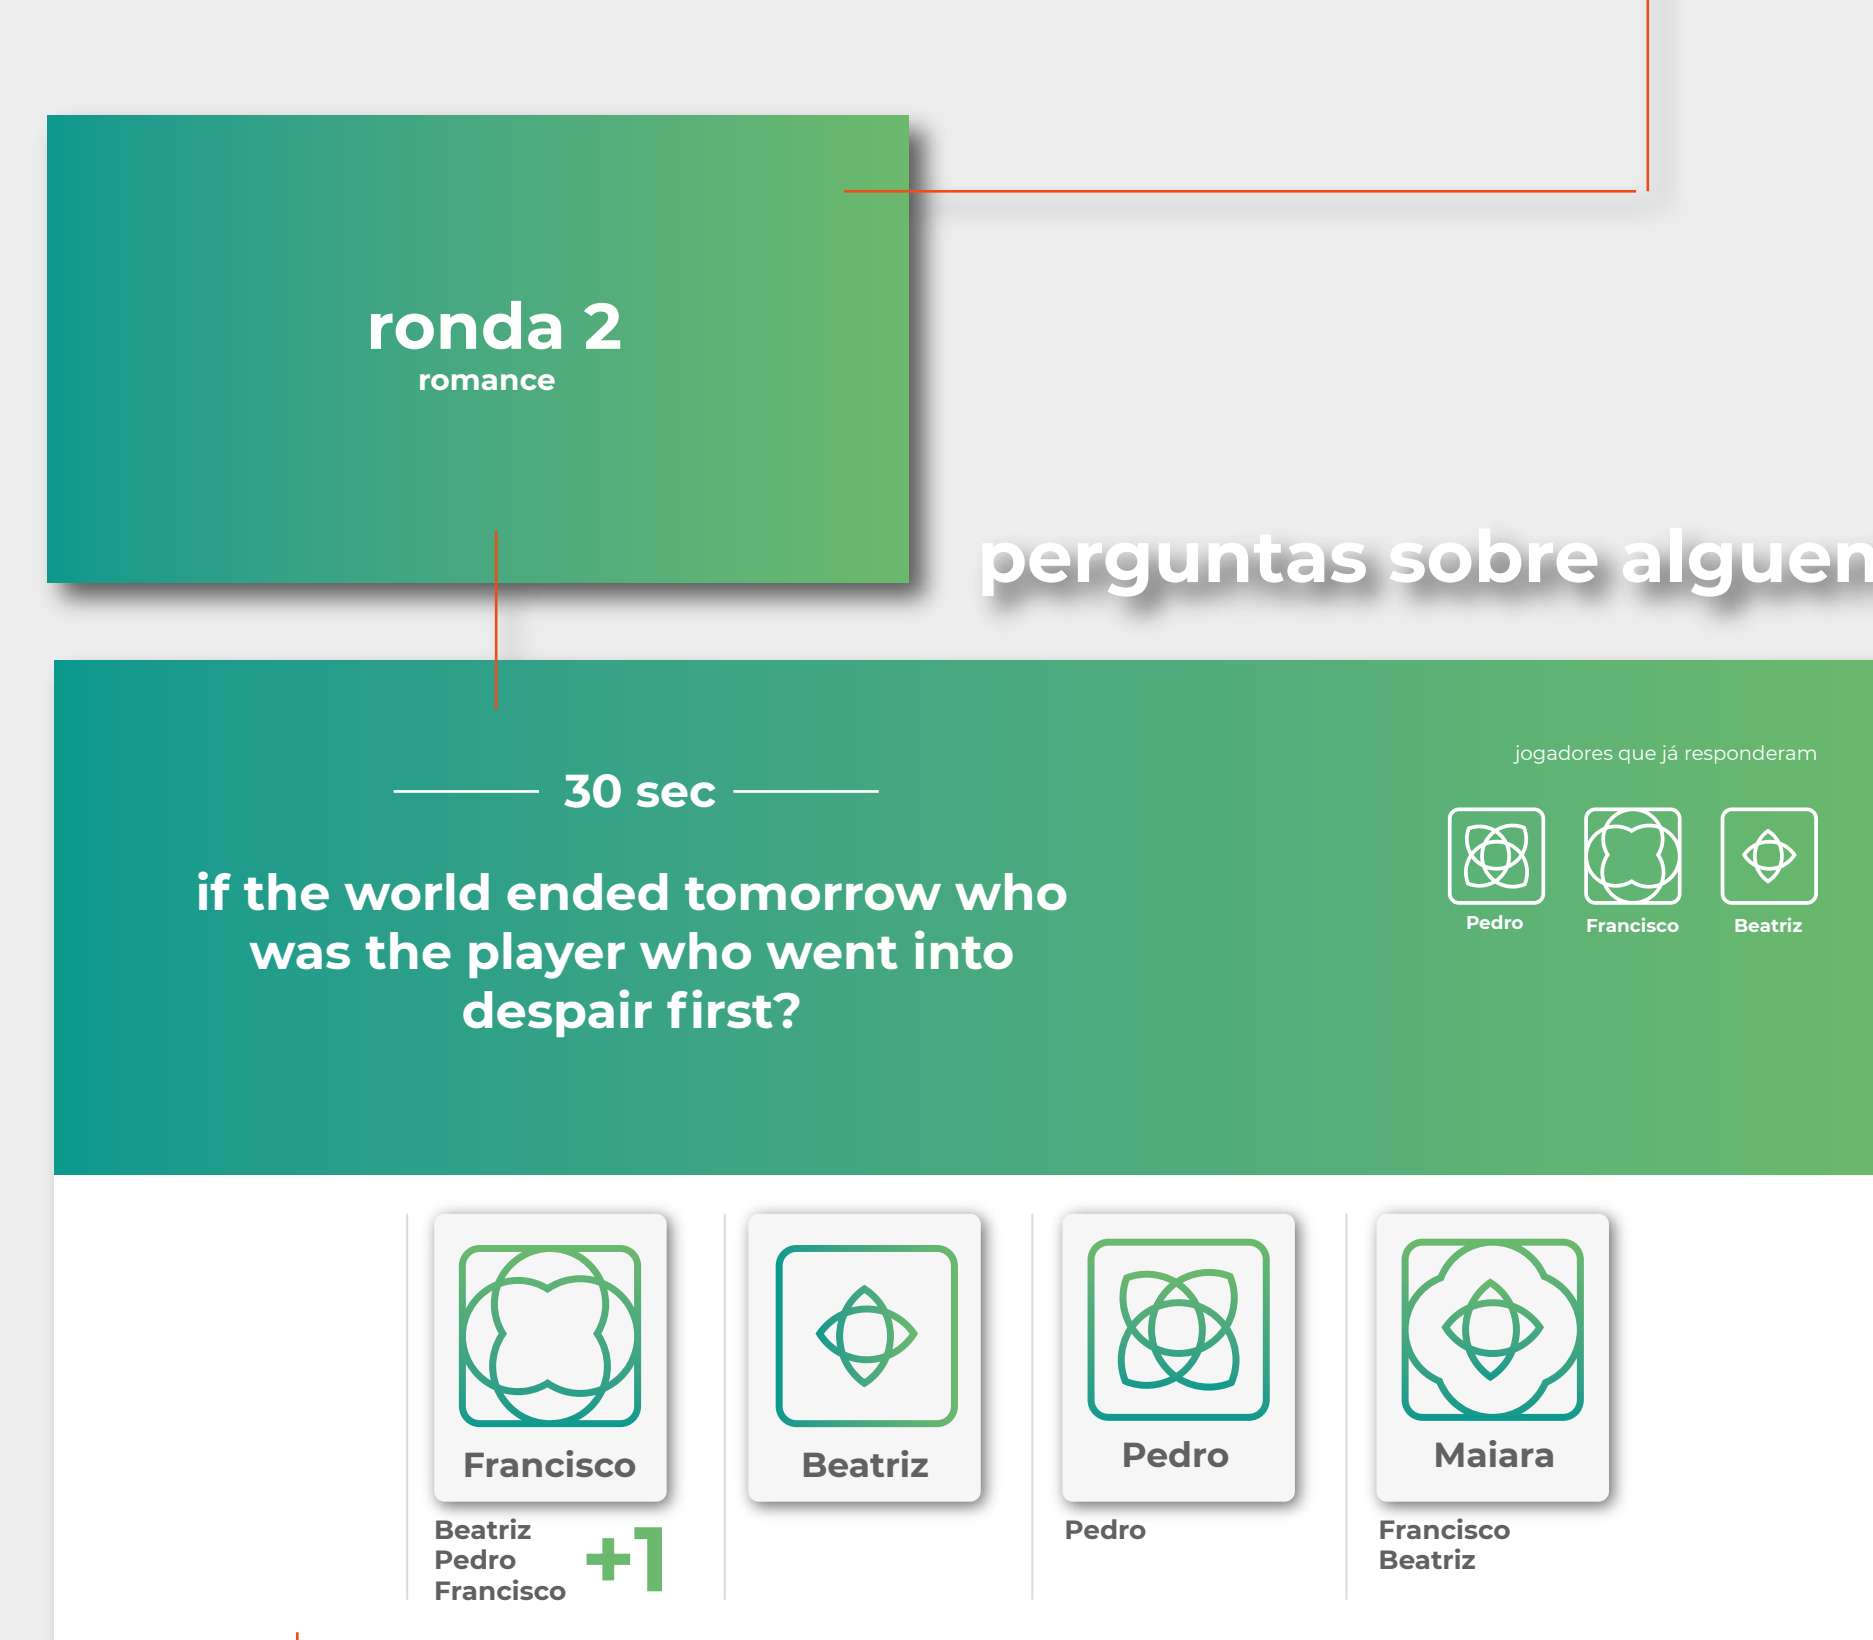 ronda 2
romance
perguntas sobre alguem
30 sec
if the world ended tomorrow who
was the player who went into
despair first?
jogadores que já responderam
Pedro
Francisco
Beatriz
Francisco
Beatriz
Pedro
Maiara
Beatriz
Pedro
Francisco
+1
Pedro
Francisco
Beatriz